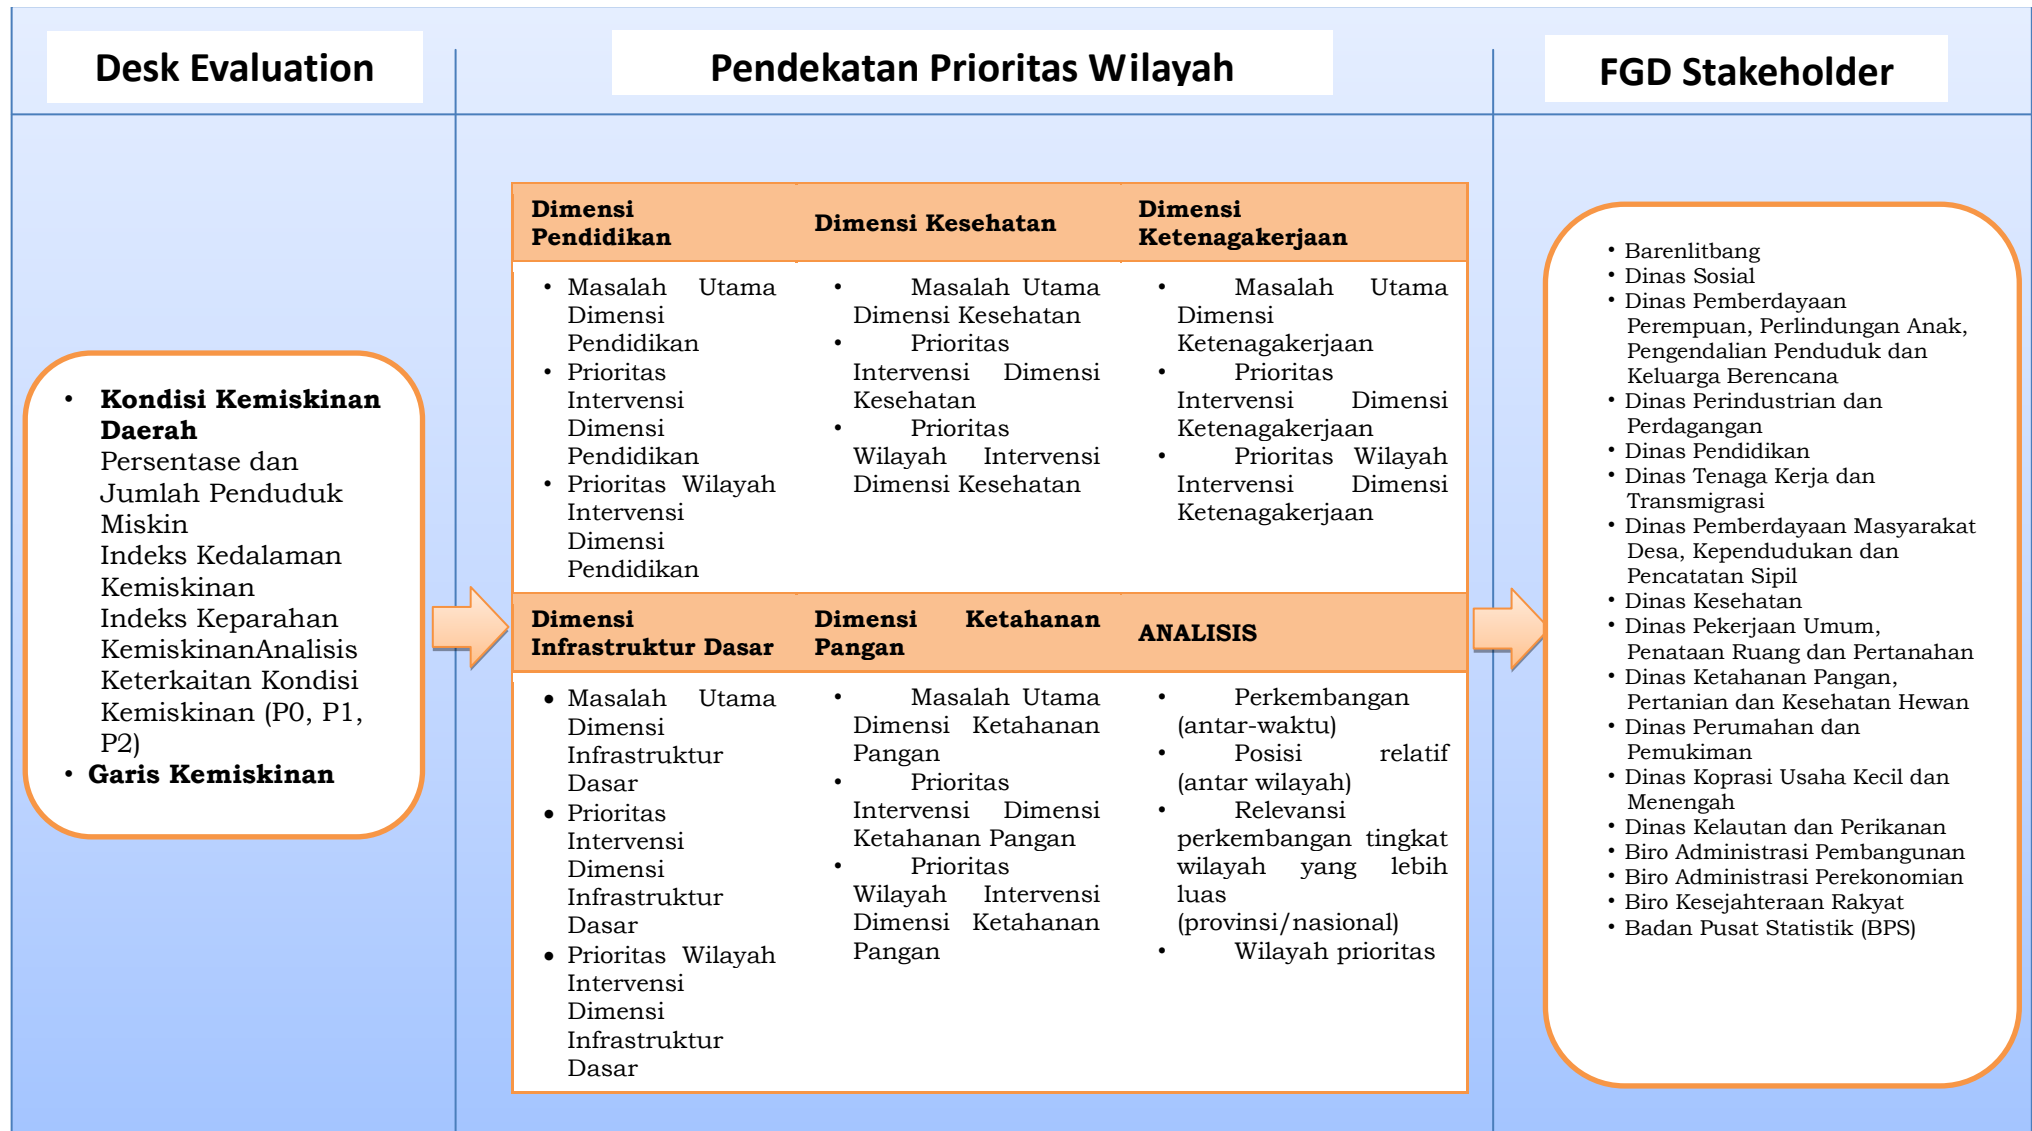 Desk Evaluation
Pendekatan Prioritas Wilayah
FGD Stakeholder
• Kondisi Kemiskinan
Daerah
Persentase dan
Jumlah Penduduk
Miskin
Indeks Kedalaman
Kemiskinan
Indeks Keparahan
KemiskinanAnalisis
Keterkaitan Kondisi
Kemiskinan (P0, P1,
P2)
• Garis Kemiskinan
Dimensi
Pendidikan
Dimensi Kesehatan
Dimensi
Ketenagakerjaan
• Masalah Utama
Dimensi
Pendidikan
• Prioritas
Intervensi
Dimensi
Pendidikan
• Prioritas Wilayah
Intervensi
Dimensi
Pendidikan
• Masalah Utama
Dimensi Kesehatan
• Prioritas
Intervensi Dimensi
Kesehatan
• Prioritas
Wilayah Intervensi
Dimensi Kesehatan
• Masalah Utama
Dimensi
Ketenagakerjaan
• Prioritas
Intervensi Dimensi
Ketenagakerjaan
• Prioritas Wilayah
Intervensi Dimensi
Ketenagakerjaan
Dimensi
Infrastruktur Dasar
Dimensi Ketahanan
Pangan
ANALISIS
• Masalah Utama
Dimensi
Infrastruktur
Dasar
• Prioritas
Intervensi
Dimensi
Infrastruktur
Dasar
• Prioritas Wilayah
Intervensi
Dimensi
Infrastruktur
Dasar
• Masalah Utama
Dimensi Ketahanan
Pangan
• Prioritas
Intervensi Dimensi
Ketahanan Pangan
• Prioritas
Wilayah Intervensi
Dimensi Ketahanan
Pangan
• Perkembangan
(antar-waktu)
• Posisi relatif
(antar wilayah)
• Relevansi
perkembangan tingkat
wilayah yang lebih
luas
(provinsi/nasional)
• Wilayah prioritas
• Barenlitbang
• Dinas Sosial
• Dinas Pemberdayaan
Perempuan, Perlindungan Anak,
Pengendalian Penduduk dan
Keluarga Berencana
• Dinas Perindustrian dan
Perdagangan
• Dinas Pendidikan
• Dinas Tenaga Kerja dan
Transmigrasi
• Dinas Pemberdayaan Masyarakat
Desa, Kependudukan dan
Pencatatan Sipil
• Dinas Kesehatan
• Dinas Pekerjaan Umum,
Penataan Ruang dan Pertanahan
• Dinas Ketahanan Pangan,
Pertanian dan Kesehatan Hewan
• Dinas Perumahan dan
Pemukiman
• Dinas Koprasi Usaha Kecil dan
Menengah
• Dinas Kelautan dan Perikanan
• Biro Administrasi Pembangunan
• Biro Administrasi Perekonomian
• Biro Kesejahteraan Rakyat
• Badan Pusat Statistik (BPS)